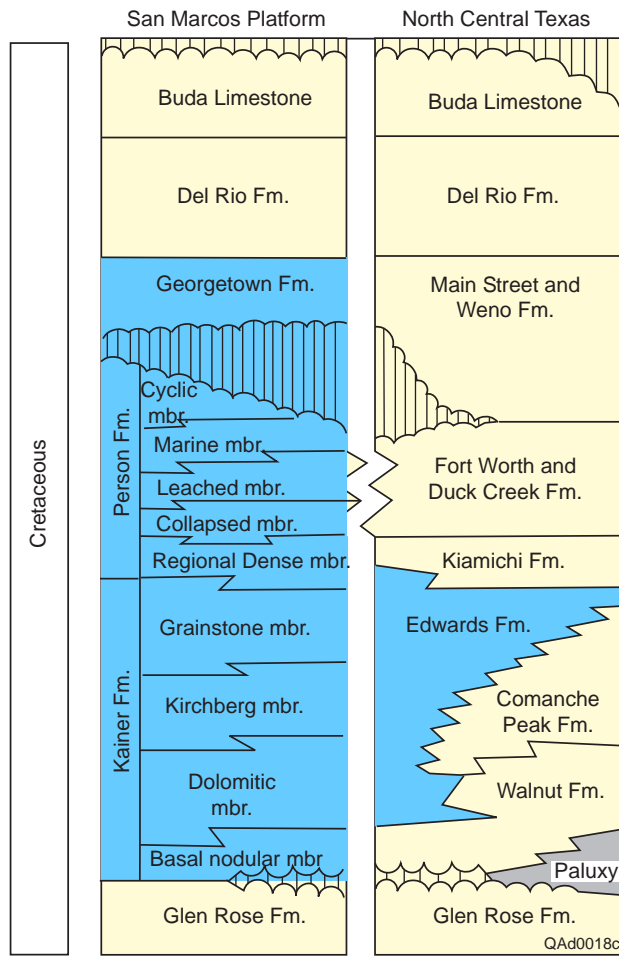 San Marcos Platform
North Central Texas
Cretaceous
Buda Limestone
Del Rio Fm.
Georgetown Fm.
Person Fm.
Cyclic
mbr.
Marine mbr.
Leached mbr.
Collapsed mbr.
Regional Dense mbr.
Kainer Fm.
Grainstone mbr.
Kirchberg mbr.
Dolomitic
mbr.
Basal nodular mbr
Glen Rose Fm.
Buda Limestone
Del Rio Fm.
Main Street and
Weno Fm.
Fort Worth and
Duck Creek Fm.
Kiamichi Fm.
Edwards Fm.
Comanche
Peak Fm.
Walnut Fm.
Paluxy
Glen Rose Fm.
QAd0018c